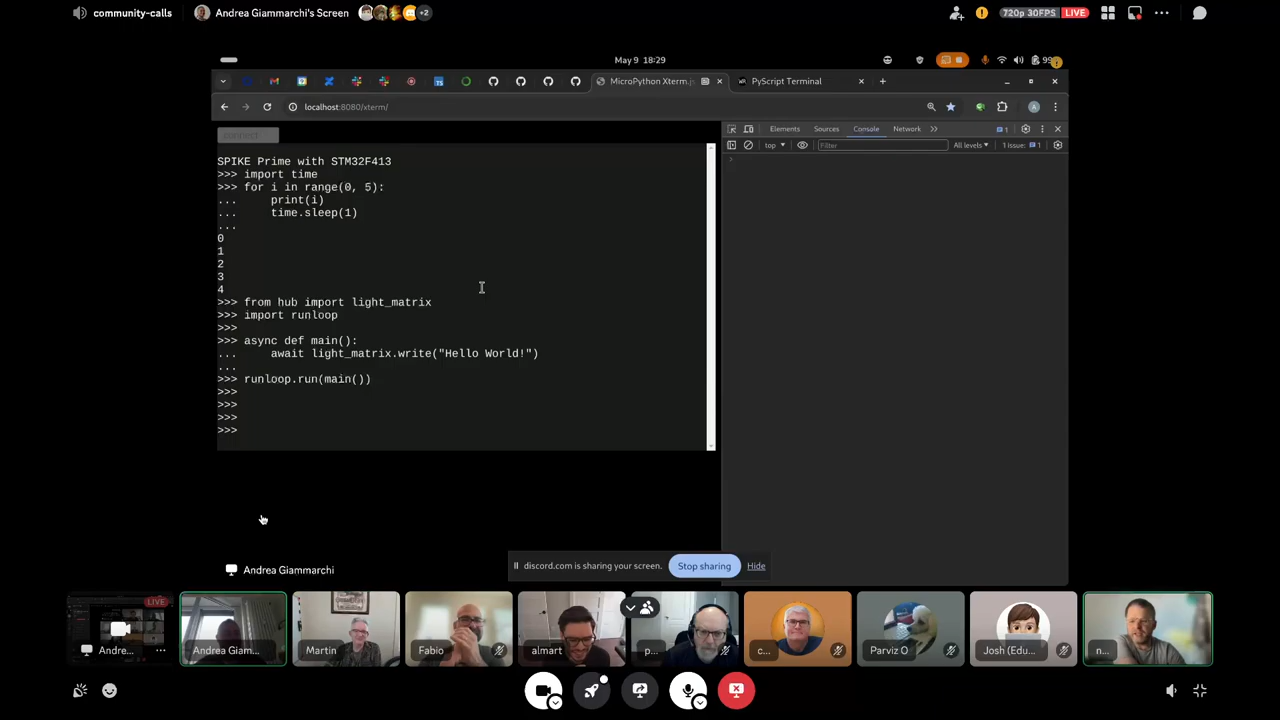 community-calls
Andrea Giammarchi's Screen
+2
720p 30FPS
LIVE
May 9 18:29
MicroPython Xterm.j
PyScript Terminal
localhost:8080/xterm/
Elements
Sources
Console
Network
1
top
Filter
All levels
1 Issue:
1
SPIKE Prime with STM32F413
>>> import time
>>> for i in range(0, 5):
...     print(i)
...     time.sleep(1)
...
0
1
2
3
4
>>> from hub import light_matrix
>>> import runloop
>>>
>>> async def main():
...     await light_matrix.write("Hello World!")
...
>>> runloop.run(main())
>>>
>>>
>>>
>>>
discord.com is sharing your screen.
Stop sharing
Hide
Andrea Giammarchi
LIVE
Andre...
Andrea Giam...
Martin
Fabio
almart
p...
c...
Parviz O
Josh (Edu...
n...